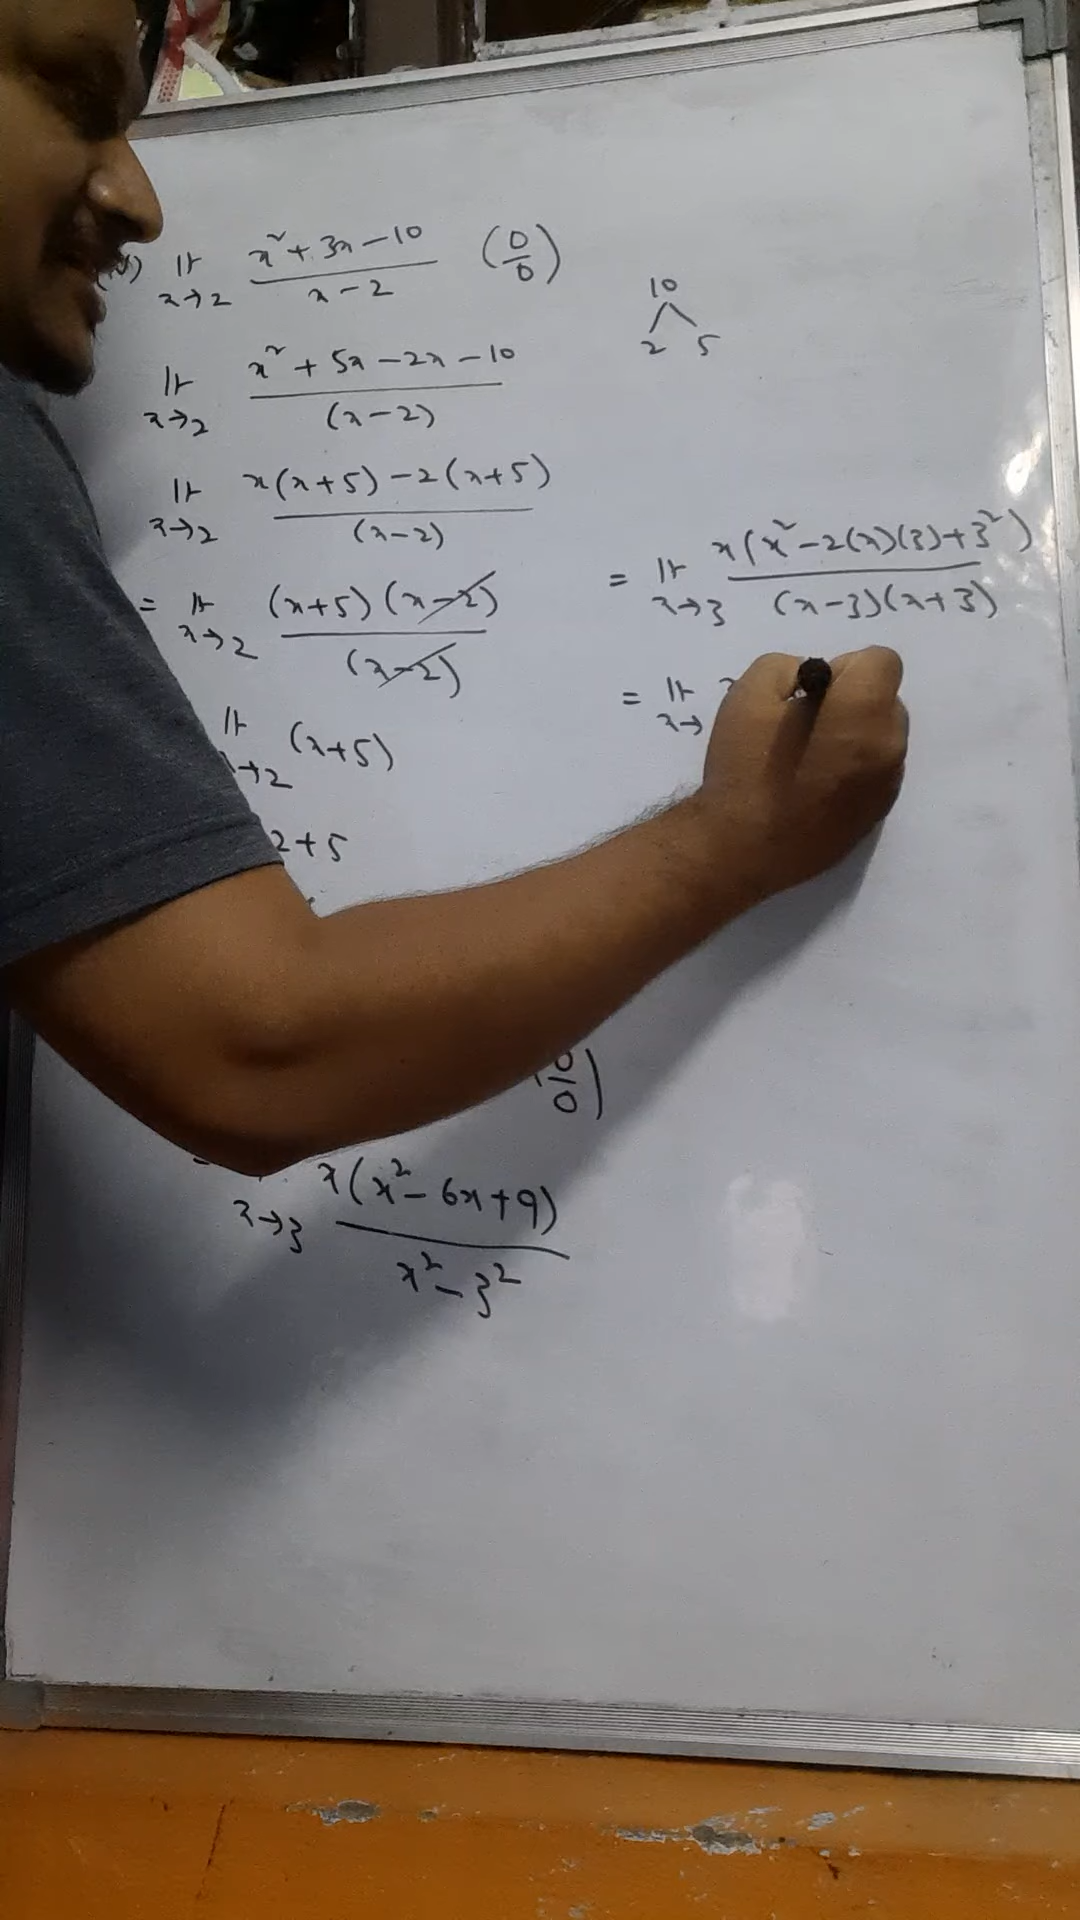 lt x→2 x²+3x-10 / x-2 (0/0)
10
2 5
lt x→2 x²+5x-2x-10 / (x-2)
lt x→2 x(x+5)-2(x+5) / (x-2)
= lt x→2 (x+5)(x-2) / (x-2)
lt x→2 (x+5)
2+5
0/0)
x→3 x(x²-6x+9) / x²-3²
= lt x→3 x(x²-2(x)(3)+3²) / (x-3)(x+3)
= lt x→